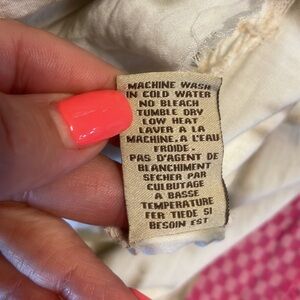 MACHINE WASH
IN COLD WATER
NO BLEACH
TUMBLE DRY
LOW HEAT
LAVER A LA
MACHINE, A L'EAU
FROIDE.
PAS D'AGENT DE
BLANCHIMENT
SECHER PAR
CULBUTAGE
A BASSE
TEMPERATURE
FER TIEDE SI
BESOIN EST